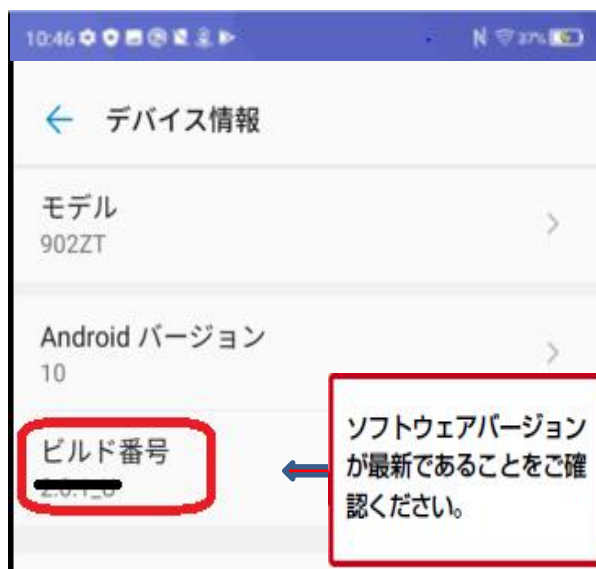 10:46
37%
デバイス情報
モデル
902ZT
Android バージョン
10
ビルド番号
ソフトウェアバージョン
が最新であることをご確
認ください。